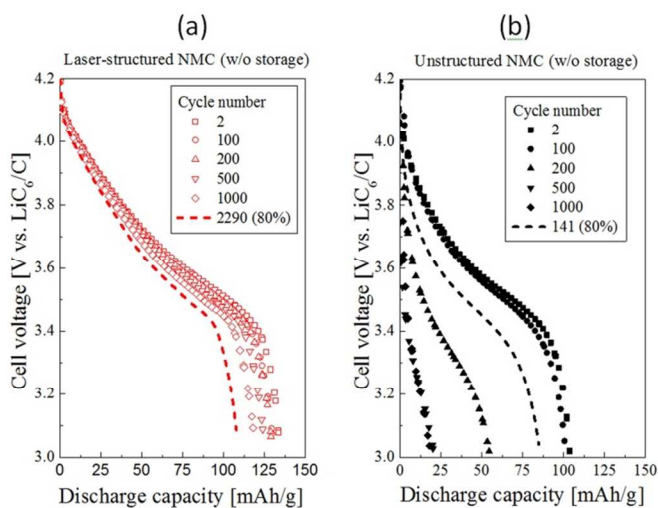 (a)
Laser-structured NMC (w/o storage)
Cell voltage [V vs. LiC6/C]
4.2
4.0
3.8
3.6
3.4
3.2
3.0
Cycle number
2
100
200
500
1000
2290 (80%)
0 25 50 75 100 125 150
Discharge capacity [mAh/g]
(b)
Unstructured NMC (w/o storage)
Cell voltage [V vs. LiC6/C]
4.2
4.0
3.8
3.6
3.4
3.2
3.0
Cycle number
2
100
200
500
1000
141 (80%)
0 50 100 150
Discharge capacity [mAh/g]